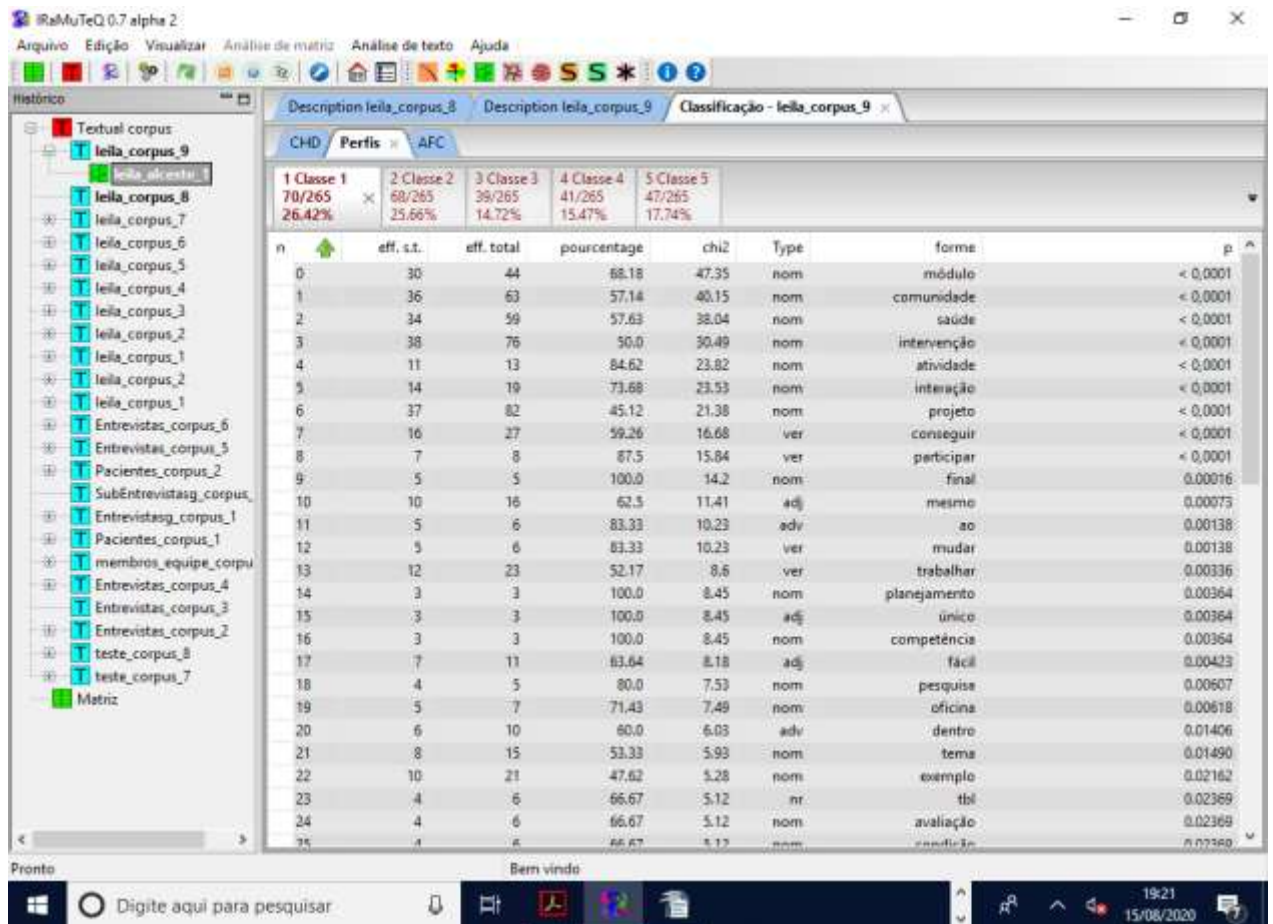 IRaMuTeQ 0.7 alpha 2
Arquivo Edição Visualizar Análise de matriz Análise de texto Ajuda
Histórico
Textual corpus
leila_corpus_9
leila_alceste_1
leila_corpus_8
leila_corpus_7
leila_corpus_6
leila_corpus_5
leila_corpus_4
leila_corpus_3
leila_corpus_2
leila_corpus_1
leila_corpus_2
leila_corpus_1
Entrevistas_corpus_6
Entrevistas_corpus_5
Pacientes_corpus_2
SubEntrevistasg_corpus_
Entrevistasg_corpus_1
Pacientes_corpus_1
membros_equipe_corpu
Entrevistas_corpus_4
Entrevistas_corpus_3
Entrevistas_corpus_2
teste_corpus_8
teste_corpus_7
Matriz
Description leila_corpus_8 Description leila_corpus_9 Classificação - leila_corpus_9
CHD Perfis AFC
1 Classe 1 2 Classe 2 3 Classe 3 4 Classe 4 5 Classe 5
70/265 68/265 39/265 41/265 47/265
26.42% 25.66% 14.72% 15.47% 17.74%
n eff. s.t. eff. total pourcentage chi2 Type forme p
0 30 44 68.18 47.35 nom módulo < 0,0001
1 36 63 57.14 40.15 nom comunidade < 0,0001
2 34 59 57.63 38.04 nom saúde < 0,0001
3 38 76 50.0 30.49 nom intervenção < 0,0001
4 11 13 84.62 23.82 nom atividade < 0,0001
5 14 19 73.68 23.53 nom interação < 0,0001
6 37 82 45.12 21.38 nom projeto < 0,0001
7 16 27 59.26 16.68 ver conseguir < 0,0001
8 7 8 87.5 15.84 ver participar < 0,0001
9 5 5 100.0 14.2 nom final 0.00016
10 10 16 62.5 11.41 adj mesmo 0.00073
11 5 6 83.33 10.23 adv ao 0.00138
12 5 6 83.33 10.23 ver mudar 0.00138
13 12 23 52.17 8.6 ver trabalhar 0.00336
14 3 3 100.0 8.45 nom planejamento 0.00364
15 3 3 100.0 8.45 adj único 0.00364
16 3 3 100.0 8.45 nom competência 0.00364
17 7 11 63.64 8.18 adj fácil 0.00423
18 4 5 80.0 7.53 nom pesquisa 0.00607
19 5 7 71.43 7.49 nom oficina 0.00618
20 6 10 60.0 6.03 adv dentro 0.01406
21 8 15 53.33 5.93 nom tema 0.01490
22 10 21 47.62 5.28 nom exemplo 0.02162
23 4 6 66.67 5.12 nr tbl 0.02369
24 4 6 66.67 5.12 nom avaliação 0.02369
25 4 6 66.67 5.12 nom condição 0.02369
Pronto Bem vindo
Digite aqui para pesquisar
19:21
15/08/2020